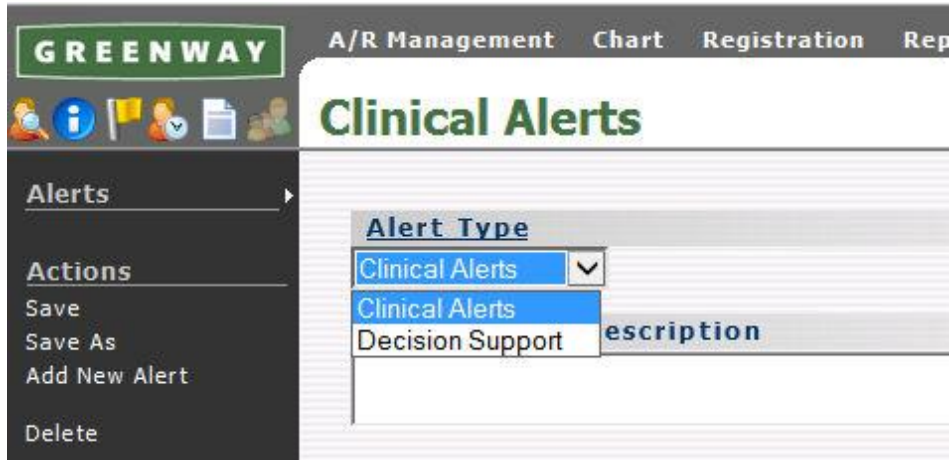 GREENWAY
A/R Management Chart Registration Rep
Clinical Alerts
Alerts
Actions
Save
Save As
Add New Alert
Delete
Alert Type
Clinical Alerts
Clinical Alerts
Decision Support
escription